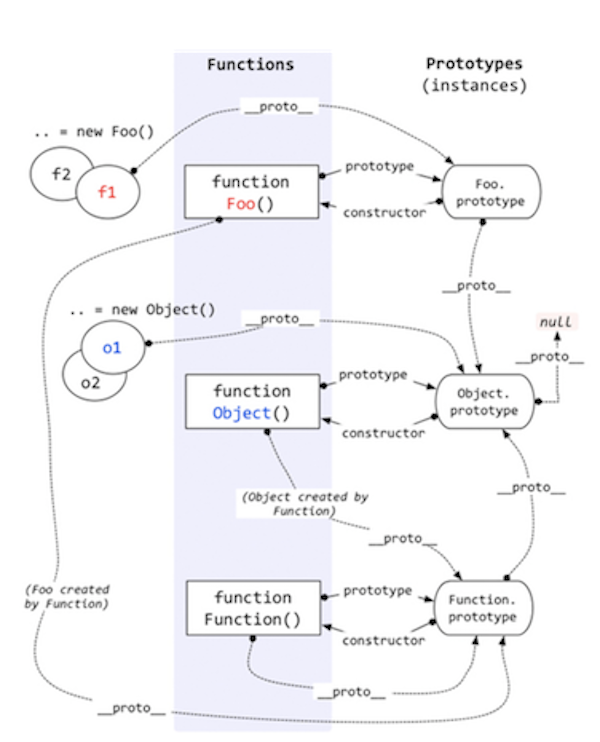 Functions
Prototypes
(instances)
__proto__
.. = new Foo()
f2
f1
function
Foo()
prototype
constructor
Foo.
prototype
__proto__
.. = new Object()
__proto__
null
__proto__
o1
o2
function
Object()
prototype
constructor
Object.
prototype
(Object created by
Function)
__proto__
__proto__
(Foo created
by Function)
function
Function()
prototype
constructor
Function.
prototype
__proto__
__proto__